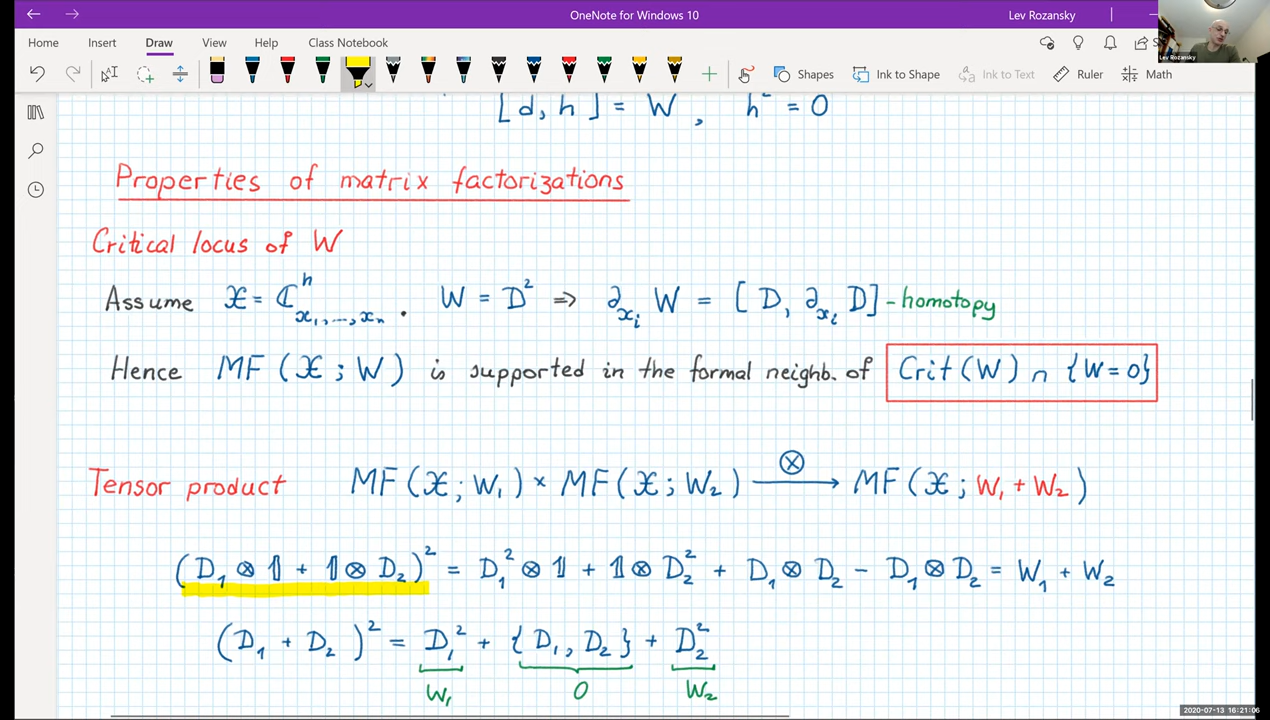 OneNote for Windows 10
Lev Rozansky
Home Insert Draw View Help Class Notebook
Shapes Ink to Shape Ink to Text Ruler Math
Lev Rozansky
[d, h] = W, h² = 0
Properties of matrix factorizations
Critical locus of W
Assume 𝒳 = ℂⁿ_{x₁,...,xₙ}. W = D² ⇒ ∂_{xᵢ} W = [D, ∂_{xᵢ} D] - homotopy
Hence MF(𝒳; W) is supported in the formal neighb. of Crit(W) ∩ {W=0}
Tensor product MF(𝒳; W₁) × MF(𝒳; W₂) ⊗⟶ MF(𝒳; W₁ + W₂)
(D₁ ⊗ 𝟙 + 𝟙 ⊗ D₂)² = D₁² ⊗ 𝟙 + 𝟙 ⊗ D₂² + D₁ ⊗ D₂ − D₁ ⊗ D₂ = W₁ + W₂
(D₁ + D₂)² = D₁² + {D₁, D₂} + D₂²
W₁ 0 W₂
2020-07-13 16:21:06